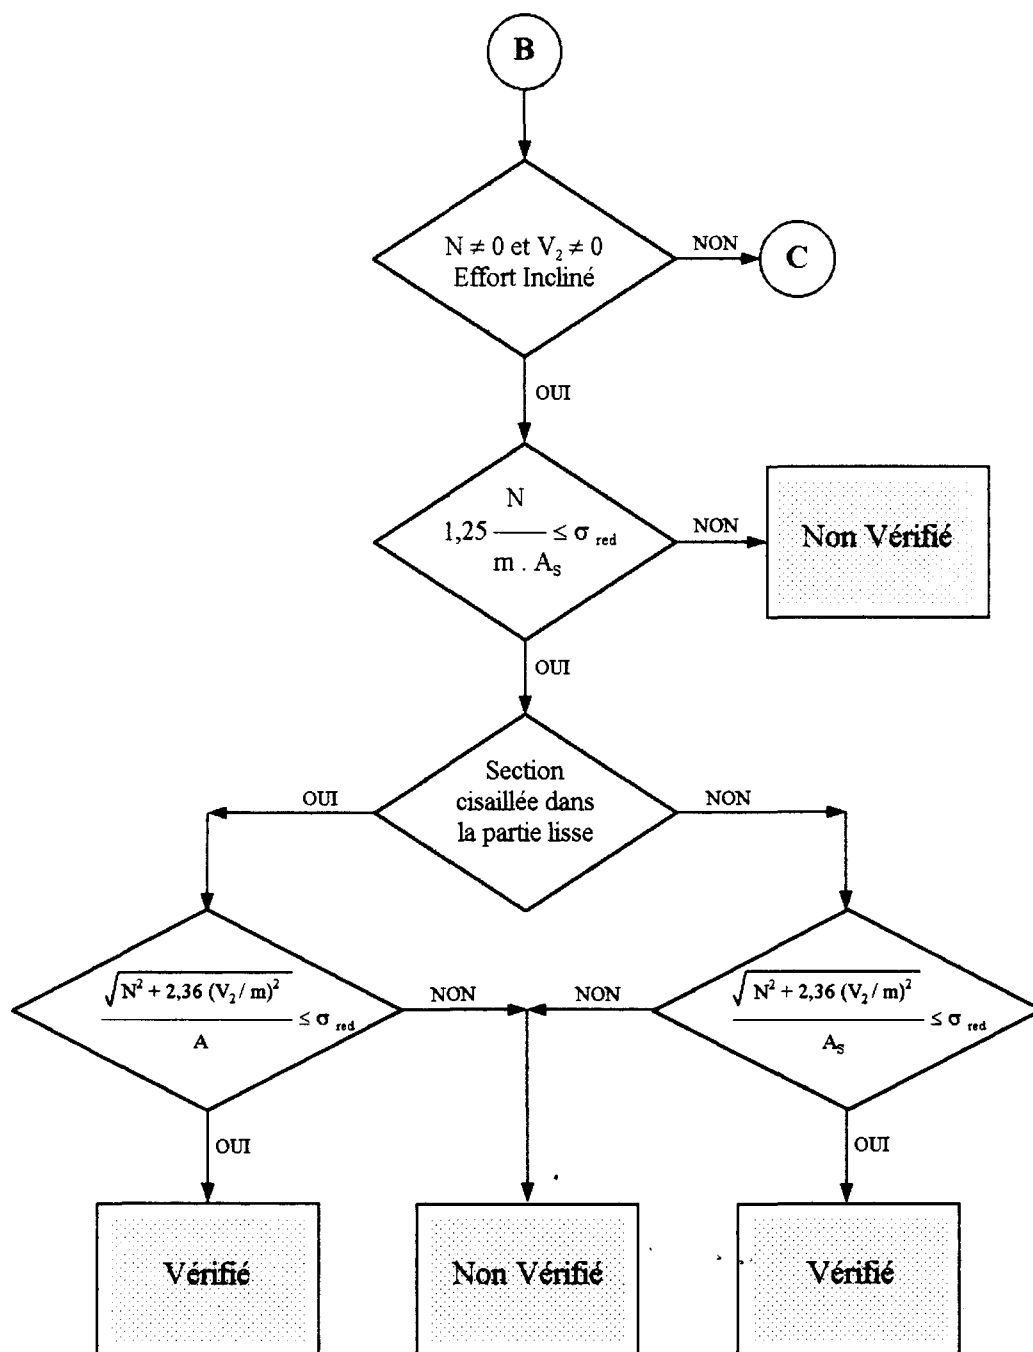 B
N ≠ 0 et V₂ ≠ 0
Effort Incliné
NON
C
OUI
N
1,25 ——— ≤ σ red
m . A_S
NON
Non Vérifié
OUI
Section
cisaillée dans
la partie lisse
OUI
NON
√N² + 2,36 (V₂ / m)²
≤ σ red
A
NON
NON
√N² + 2,36 (V₂ / m)²
≤ σ red
A_S
OUI
OUI
Vérifié
Non Vérifié
Vérifié